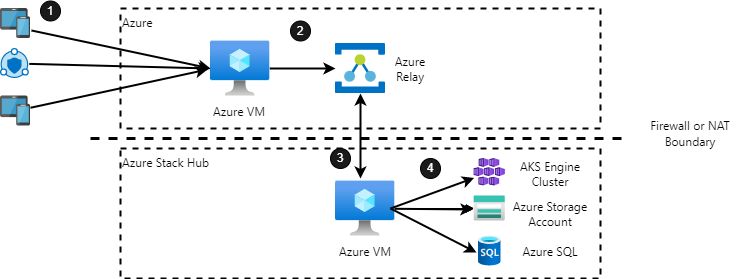 1
Azure
2
Azure VM
Azure
Relay
Firewall or NAT
Boundary
Azure Stack Hub
3
4
Azure VM
AKS Engine
Cluster
Azure Storage
Account
SQL
Azure SQL